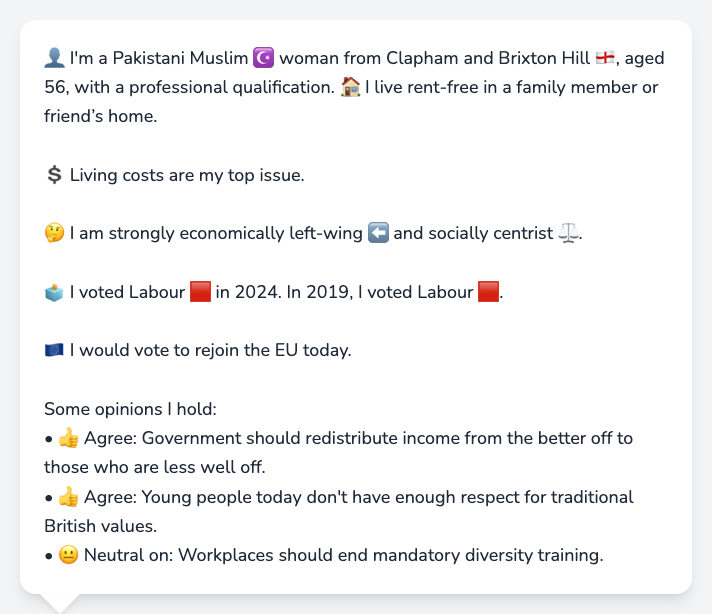 👤 I'm a Pakistani Muslim ☪️ woman from Clapham and Brixton Hill 🏴󠁧󠁢󠁥󠁮󠁧󠁿, aged
56, with a professional qualification. 🏠 I live rent-free in a family member or
friend’s home.
💲 Living costs are my top issue.
🤔 I am strongly economically left-wing ⬅️ and socially centrist ⚖️.
🗳️ I voted Labour 🟥 in 2024. In 2019, I voted Labour 🟥.
🇪🇺 I would vote to rejoin the EU today.
Some opinions I hold:
• 👍 Agree: Government should redistribute income from the better off to
those who are less well off.
• 👍 Agree: Young people today don't have enough respect for traditional
British values.
• 😐 Neutral on: Workplaces should end mandatory diversity training.